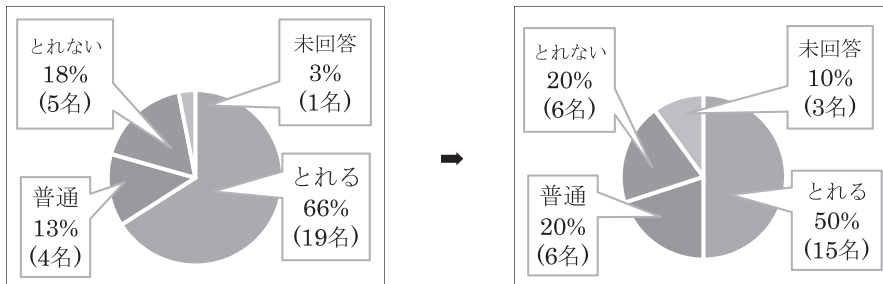 とれない
18%
(5名)
未回答
3%
(1名)
普通
13%
(4名)
とれる
66%
(19名)
➡
とれない
20%
(6名)
未回答
10%
(3名)
普通
20%
(6名)
とれる
50%
(15名)